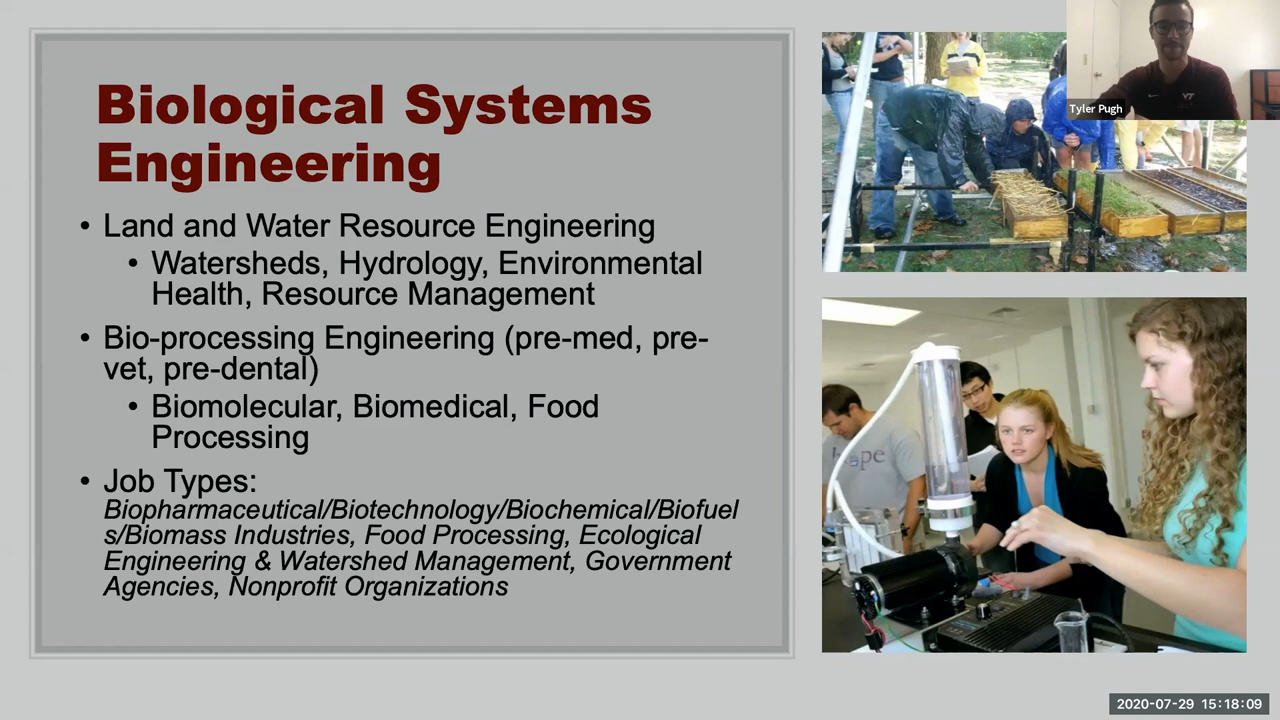 Biological Systems
Engineering
• Land and Water Resource Engineering
• Watersheds, Hydrology, Environmental
Health, Resource Management
• Bio-processing Engineering (pre-med, pre-
vet, pre-dental)
• Biomolecular, Biomedical, Food
Processing
• Job Types:
Biopharmaceutical/Biotechnology/Biochemical/Biofuel
s/Biomass Industries, Food Processing, Ecological
Engineering & Watershed Management, Government
Agencies, Nonprofit Organizations
Tyler Pugh
VT
2020-07-29 15:18:09